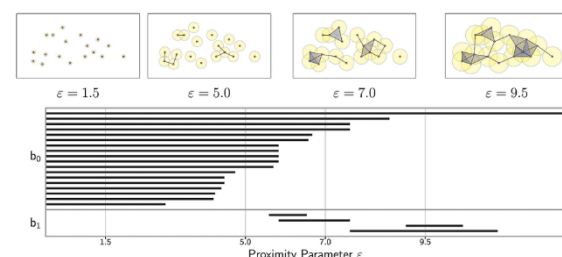 ε = 1.5 ε = 5.0 ε = 7.0 ε = 9.5
b₀
b₁
1.5 5.0 7.0 9.5
Proximity Parameter ε